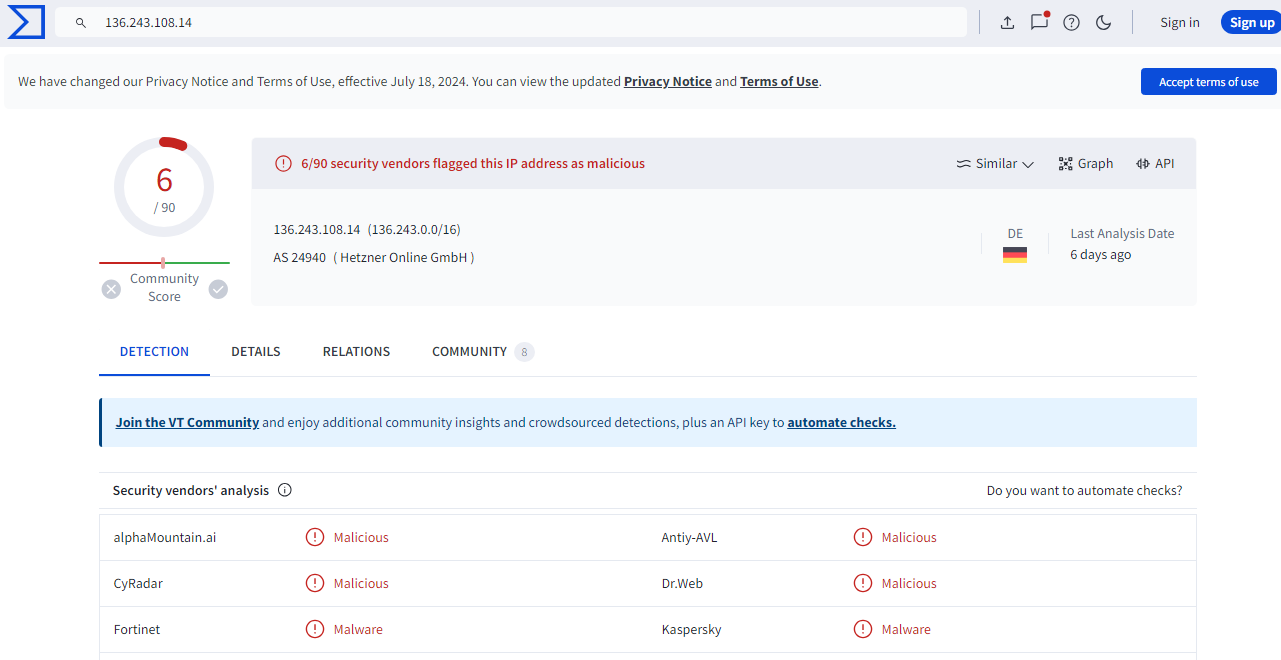 136.243.108.14
Sign in
Sign up
We have changed our Privacy Notice and Terms of Use, effective July 18, 2024. You can view the updated Privacy Notice and Terms of Use.
Accept terms of use
6
/ 90
Community
Score
6/90 security vendors flagged this IP address as malicious
Similar
Graph
API
136.243.108.14 (136.243.0.0/16)
AS 24940 ( Hetzner Online GmbH )
DE
Last Analysis Date
6 days ago
DETECTION
DETAILS
RELATIONS
COMMUNITY 8
Join the VT Community and enjoy additional community insights and crowdsourced detections, plus an API key to automate checks.
Security vendors' analysis
Do you want to automate checks?
alphaMountain.ai
Malicious
Antiy-AVL
Malicious
CyRadar
Malicious
Dr.Web
Malicious
Fortinet
Malware
Kaspersky
Malware